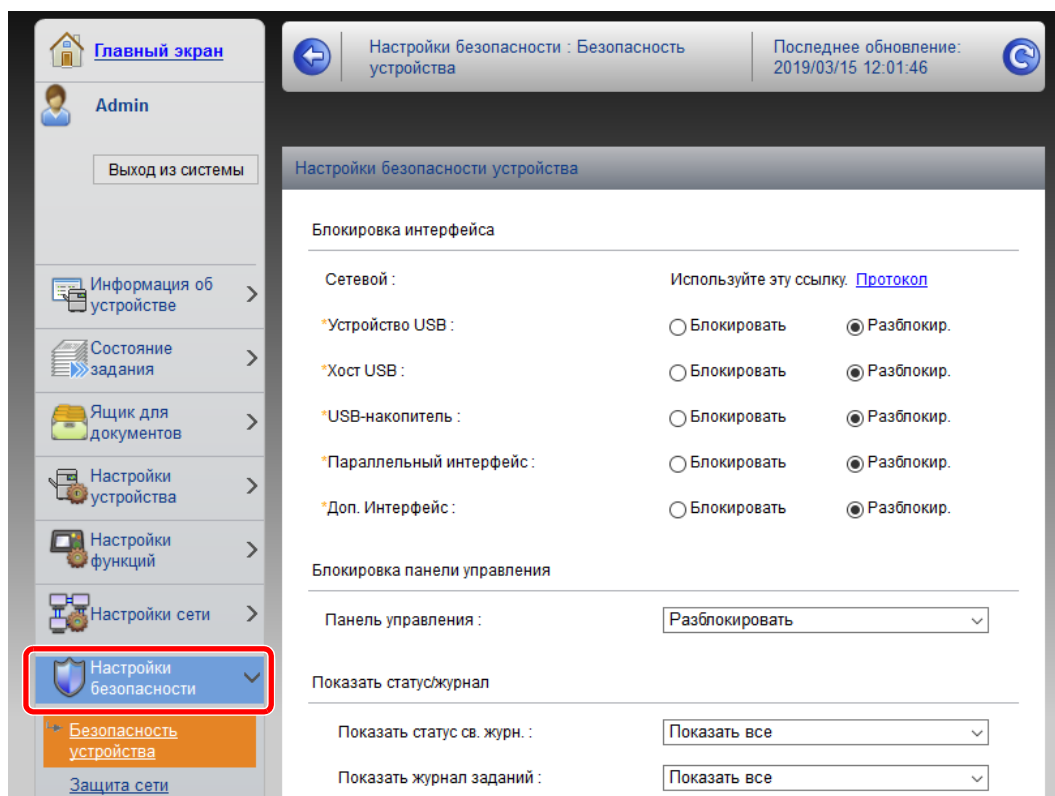 Главный экран
Admin
Выход из системы
Информация об
устройстве
Состояние
задания
Ящик для
документов
Настройки
устройства
Настройки
функций
Настройки сети
Настройки
безопасности
Безопасность
устройства
Защита сети
Настройки безопасности : Безопасность
устройства
Последнее обновление:
2019/03/15 12:01:46
Настройки безопасности устройства
Блокировка интерфейса
Сетевой : Используйте эту ссылку. Протокол
*Устройство USB : Блокировать Разблокир.
*Хост USB : Блокировать Разблокир.
*USB-накопитель : Блокировать Разблокир.
*Параллельный интерфейс : Блокировать Разблокир.
*Доп. Интерфейс : Блокировать Разблокир.
Блокировка панели управления
Панель управления : Разблокировать
Показать статус/журнал
Показать статус св. журн. : Показать все
Показать журнал заданий : Показать все